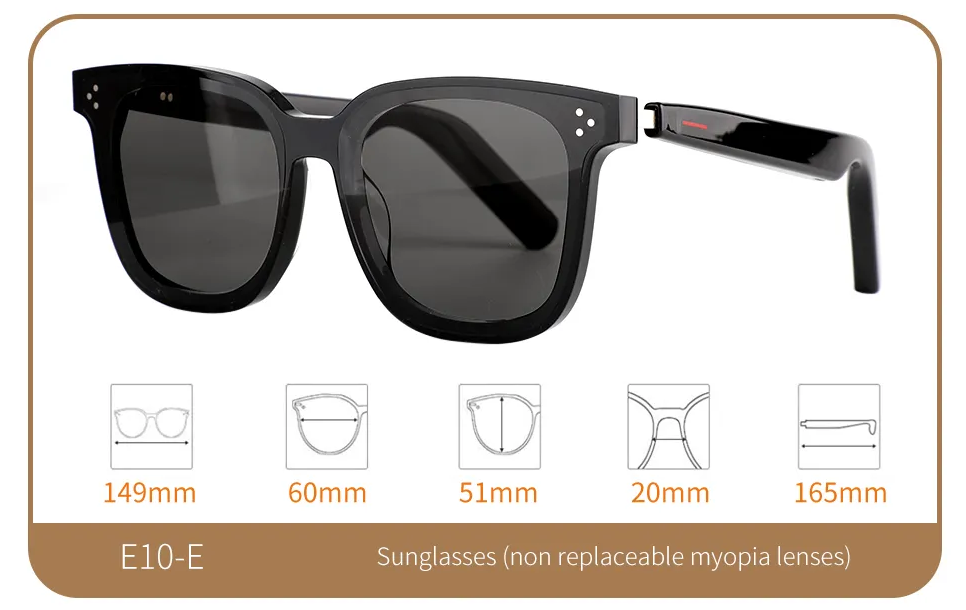 149mm
60mm
51mm
20mm
165mm
E10-E
Sunglasses (non replaceable myopia lenses)